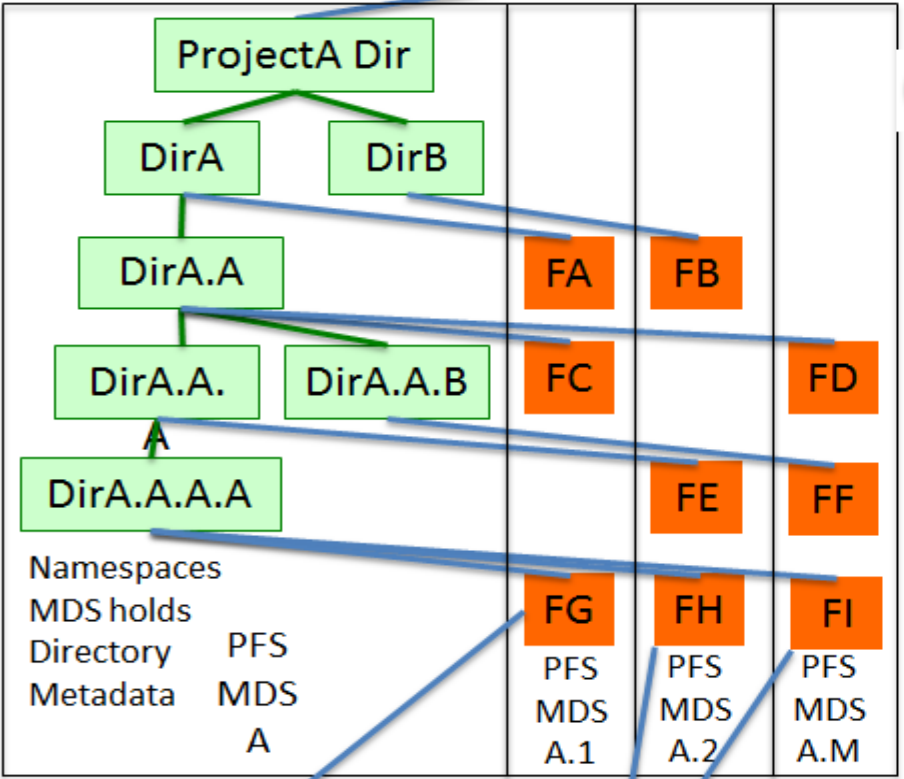 ProjectA Dir
DirA
DirB
DirA.A
FA
FB
DirA.A.
A
DirA.A.B
FC
FD
DirA.A.A.A
FE
FF
Namespaces
MDS holds
Directory
Metadata
PFS
MDS
A
FG
FH
FI
PFS
MDS
A.1
PFS
MDS
A.2
PFS
MDS
A.M